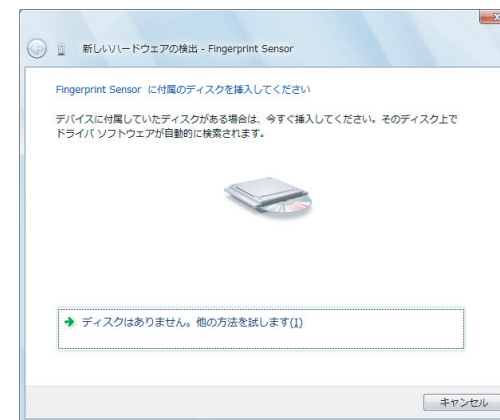 新しいハードウェアの検出 - Fingerprint Sensor
Fingerprint Sensor に付属のディスクを挿入してください
デバイスに付属していたディスクがある場合は、今すぐ挿入してください。そのディスク上で
ドライバ ソフトウェアが自動的に検索されます。
ディスクはありません。他の方法を試します(I)
キャンセル